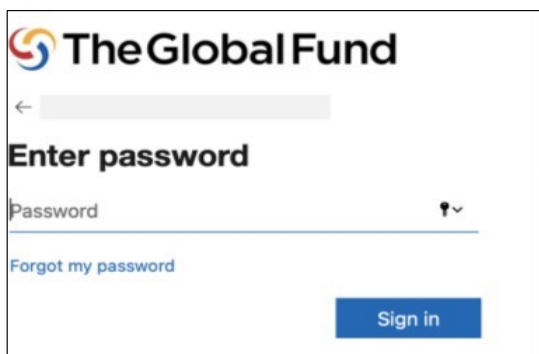 The Global Fund
Enter password
Password
Forgot my password
Sign in